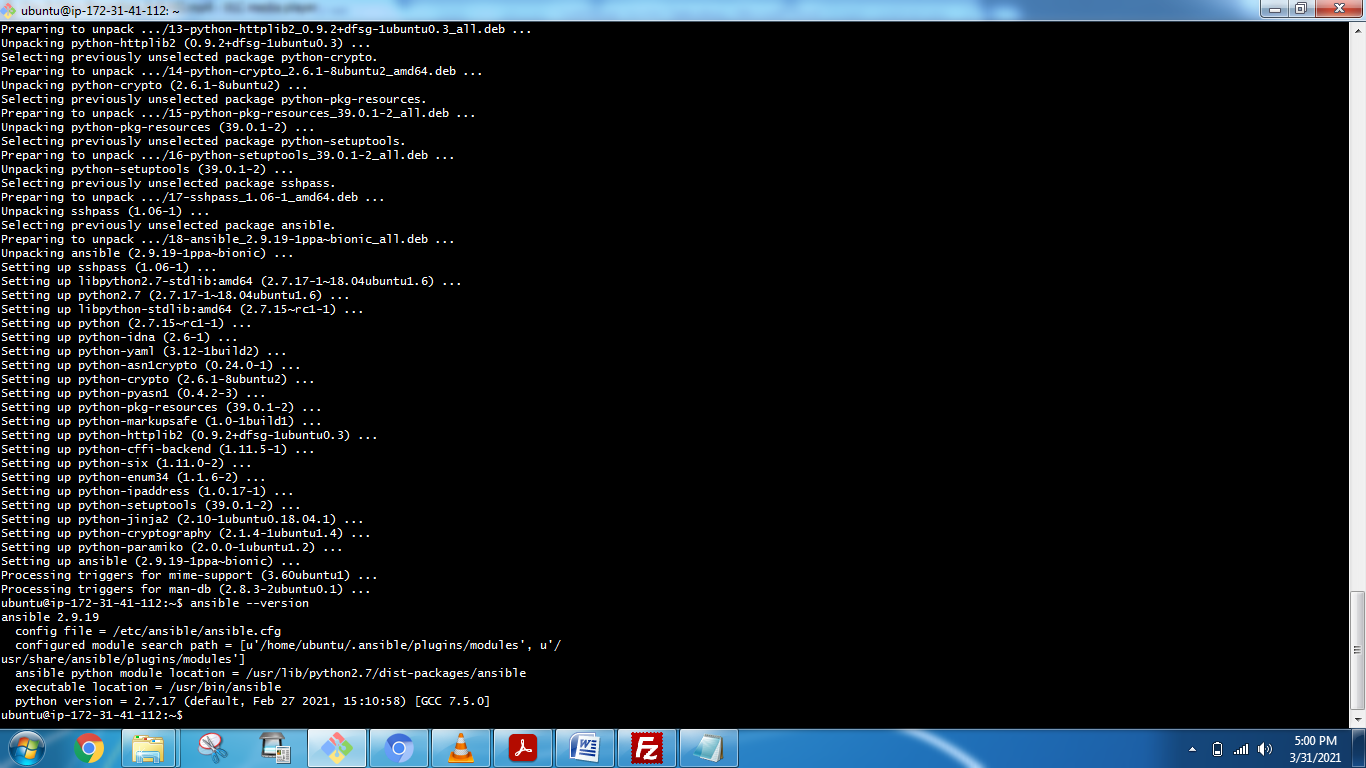 ubuntu@ip-172-31-41-112: ~
Preparing to unpack .../13-python-httplib2_0.9.2+dfsg-1ubuntu0.3_all.deb ...
Unpacking python-httplib2 (0.9.2+dfsg-1ubuntu0.3) ...
Selecting previously unselected package python-crypto.
Preparing to unpack .../14-python-crypto_2.6.1-8ubuntu2_amd64.deb ...
Unpacking python-crypto (2.6.1-8ubuntu2) ...
Selecting previously unselected package python-pkg-resources.
Preparing to unpack .../15-python-pkg-resources_39.0.1-2_all.deb ...
Unpacking python-pkg-resources (39.0.1-2) ...
Selecting previously unselected package python-setuptools.
Preparing to unpack .../16-python-setuptools_39.0.1-2_all.deb ...
Unpacking python-setuptools (39.0.1-2) ...
Selecting previously unselected package sshpass.
Preparing to unpack .../17-sshpass_1.06-1_amd64.deb ...
Unpacking sshpass (1.06-1) ...
Selecting previously unselected package ansible.
Preparing to unpack .../18-ansible_2.9.19-1ppa~bionic_all.deb ...
Unpacking ansible (2.9.19-1ppa~bionic) ...
Setting up sshpass (1.06-1) ...
Setting up libpython2.7-stdlib:amd64 (2.7.17-1~18.04ubuntu1.6) ...
Setting up python2.7 (2.7.17-1~18.04ubuntu1.6) ...
Setting up libpython-stdlib:amd64 (2.7.15~rc1-1) ...
Setting up python (2.7.15~rc1-1) ...
Setting up python-idna (2.6-1) ...
Setting up python-yaml (3.12-1build2) ...
Setting up python-asn1crypto (0.24.0-1) ...
Setting up python-crypto (2.6.1-8ubuntu2) ...
Setting up python-pyasn1 (0.4.2-3) ...
Setting up python-pkg-resources (39.0.1-2) ...
Setting up python-markupsafe (1.0-1build1) ...
Setting up python-httplib2 (0.9.2+dfsg-1ubuntu0.3) ...
Setting up python-cffi-backend (1.11.5-1) ...
Setting up python-six (1.11.0-2) ...
Setting up python-enum34 (1.1.6-2) ...
Setting up python-ipaddress (1.0.17-1) ...
Setting up python-setuptools (39.0.1-2) ...
Setting up python-jinja2 (2.10-1ubuntu0.18.04.1) ...
Setting up python-cryptography (2.1.4-1ubuntu1.4) ...
Setting up python-paramiko (2.0.0-1ubuntu1.2) ...
Setting up ansible (2.9.19-1ppa~bionic) ...
Processing triggers for mime-support (3.60ubuntu1) ...
Processing triggers for man-db (2.8.3-2ubuntu0.1) ...
ubuntu@ip-172-31-41-112:~$ ansible --version
ansible 2.9.19
  config file = /etc/ansible/ansible.cfg
  configured module search path = [u'/home/ubuntu/.ansible/plugins/modules', u'/
usr/share/ansible/plugins/modules']
  ansible python module location = /usr/lib/python2.7/dist-packages/ansible
  executable location = /usr/bin/ansible
  python version = 2.7.17 (default, Feb 27 2021, 15:10:58) [GCC 7.5.0]
ubuntu@ip-172-31-41-112:~$
5:00 PM
3/31/2021